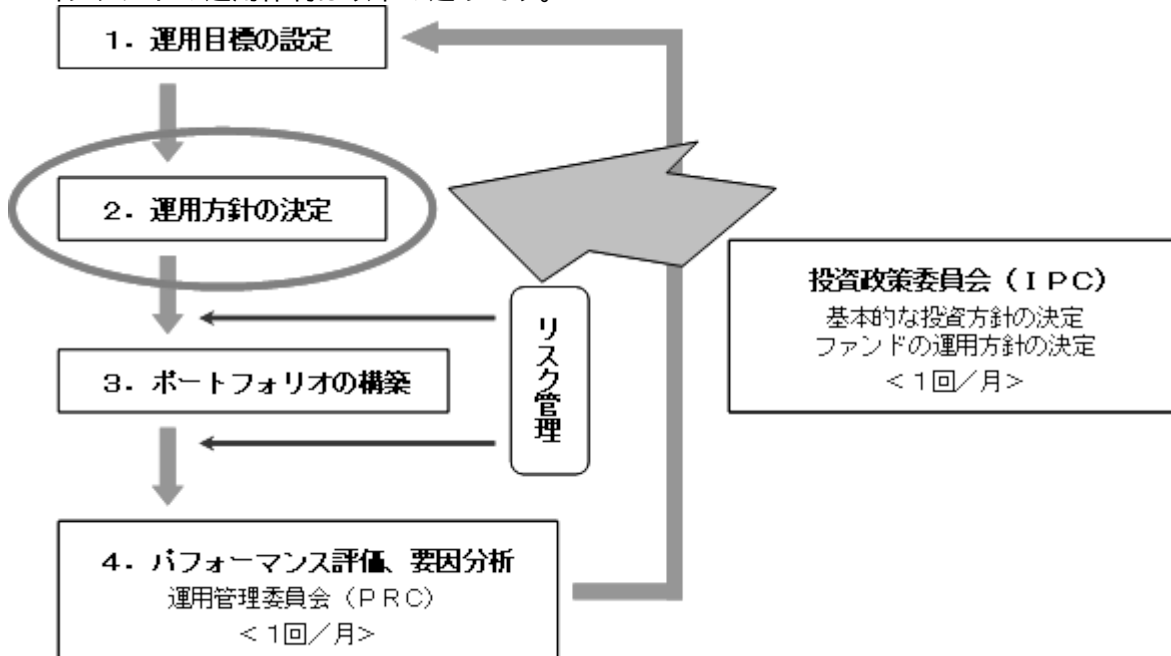 1．運用目標の設定
2．運用方針の決定
3．ポートフォリオの構築
4．パフォーマンス評価、要因分析
運用管理委員会（ＰＲＣ）
＜1回／月＞
リスク管理
投資政策委員会（ＩＰＣ）
基本的な投資方針の決定
ファンドの運用方針の決定
＜1回／月＞